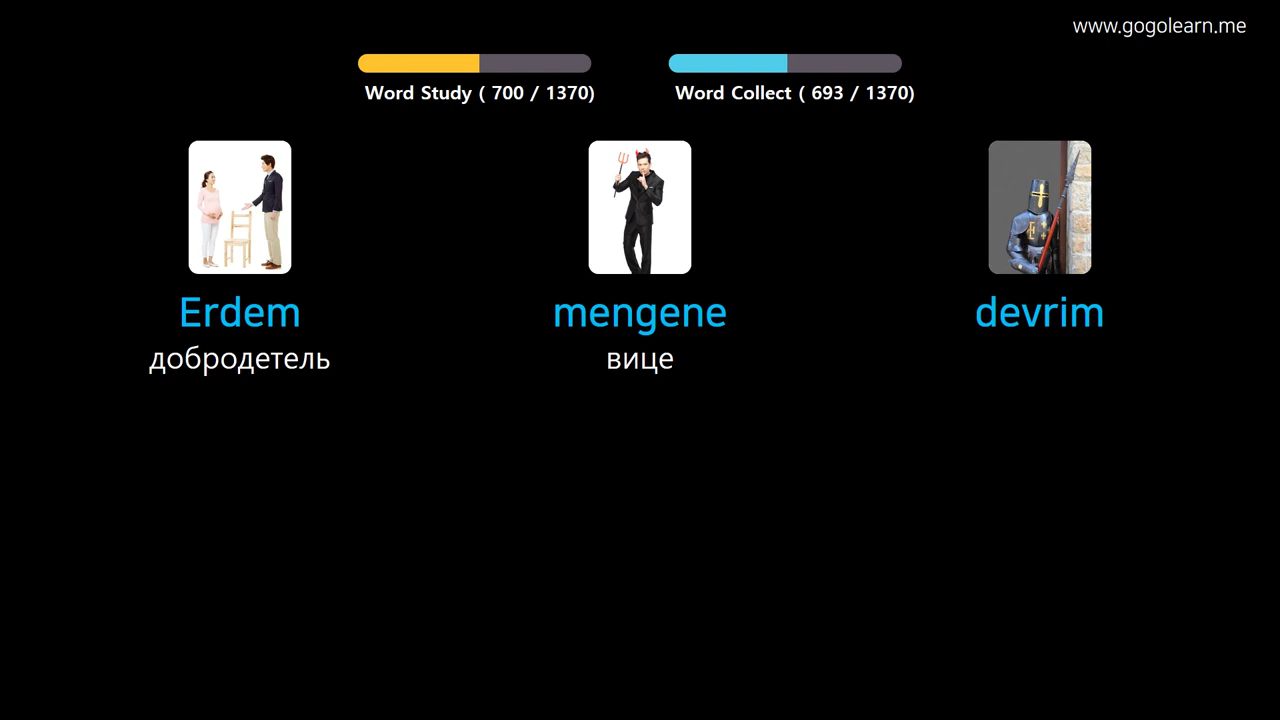 www.gogolearn.me
Word Study ( 700 / 1370)
Word Collect ( 693 / 1370)
Erdem
mengene
devrim
добродетель
вице